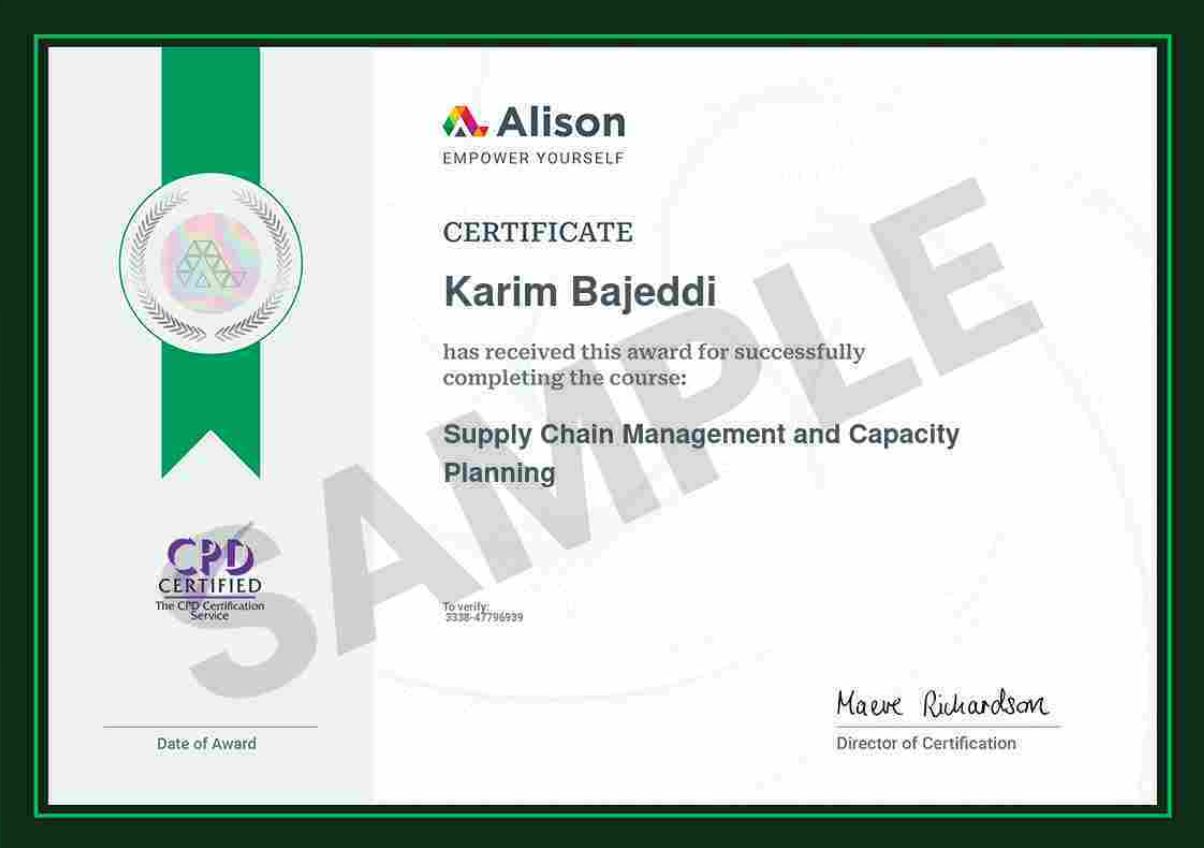 Alison
EMPOWER YOURSELF
CERTIFICATE
Karim Bajeddi
has received this award for successfully
completing the course:
Supply Chain Management and Capacity
Planning
SAMPLE
CPD
CERTIFIED
The CPD Certification
Service
To verify:
3338-47796939
Maeve Richardson
Date of Award
Director of Certification